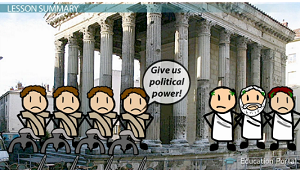 LESSON SUMMARY
Give us
political
power!
Education Portal